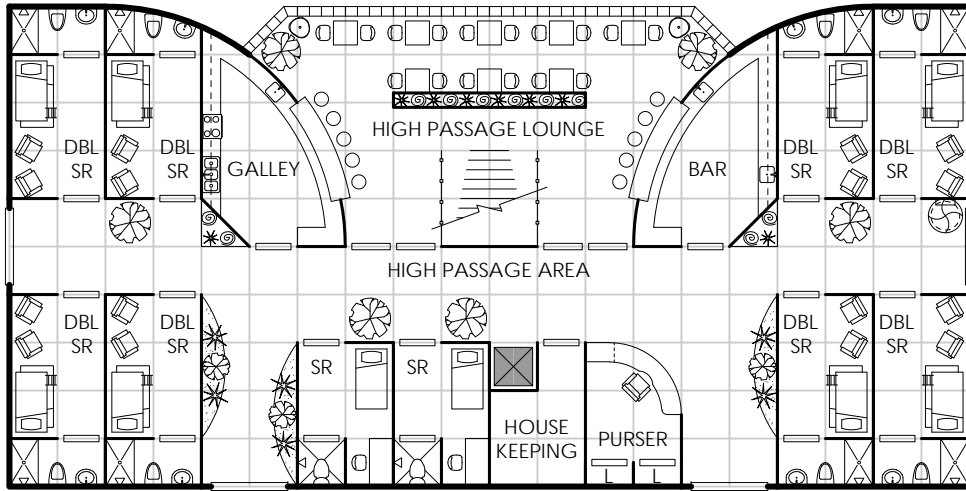 HIGH PASSAGE LOUNGE
DBL
SR
DBL
SR
GALLEY
BAR
DBL
SR
DBL
SR
HIGH PASSAGE AREA
DBL
SR
DBL
SR
DBL
SR
DBL
SR
SR
SR
HOUSE
KEEPING
PURSER
L
L